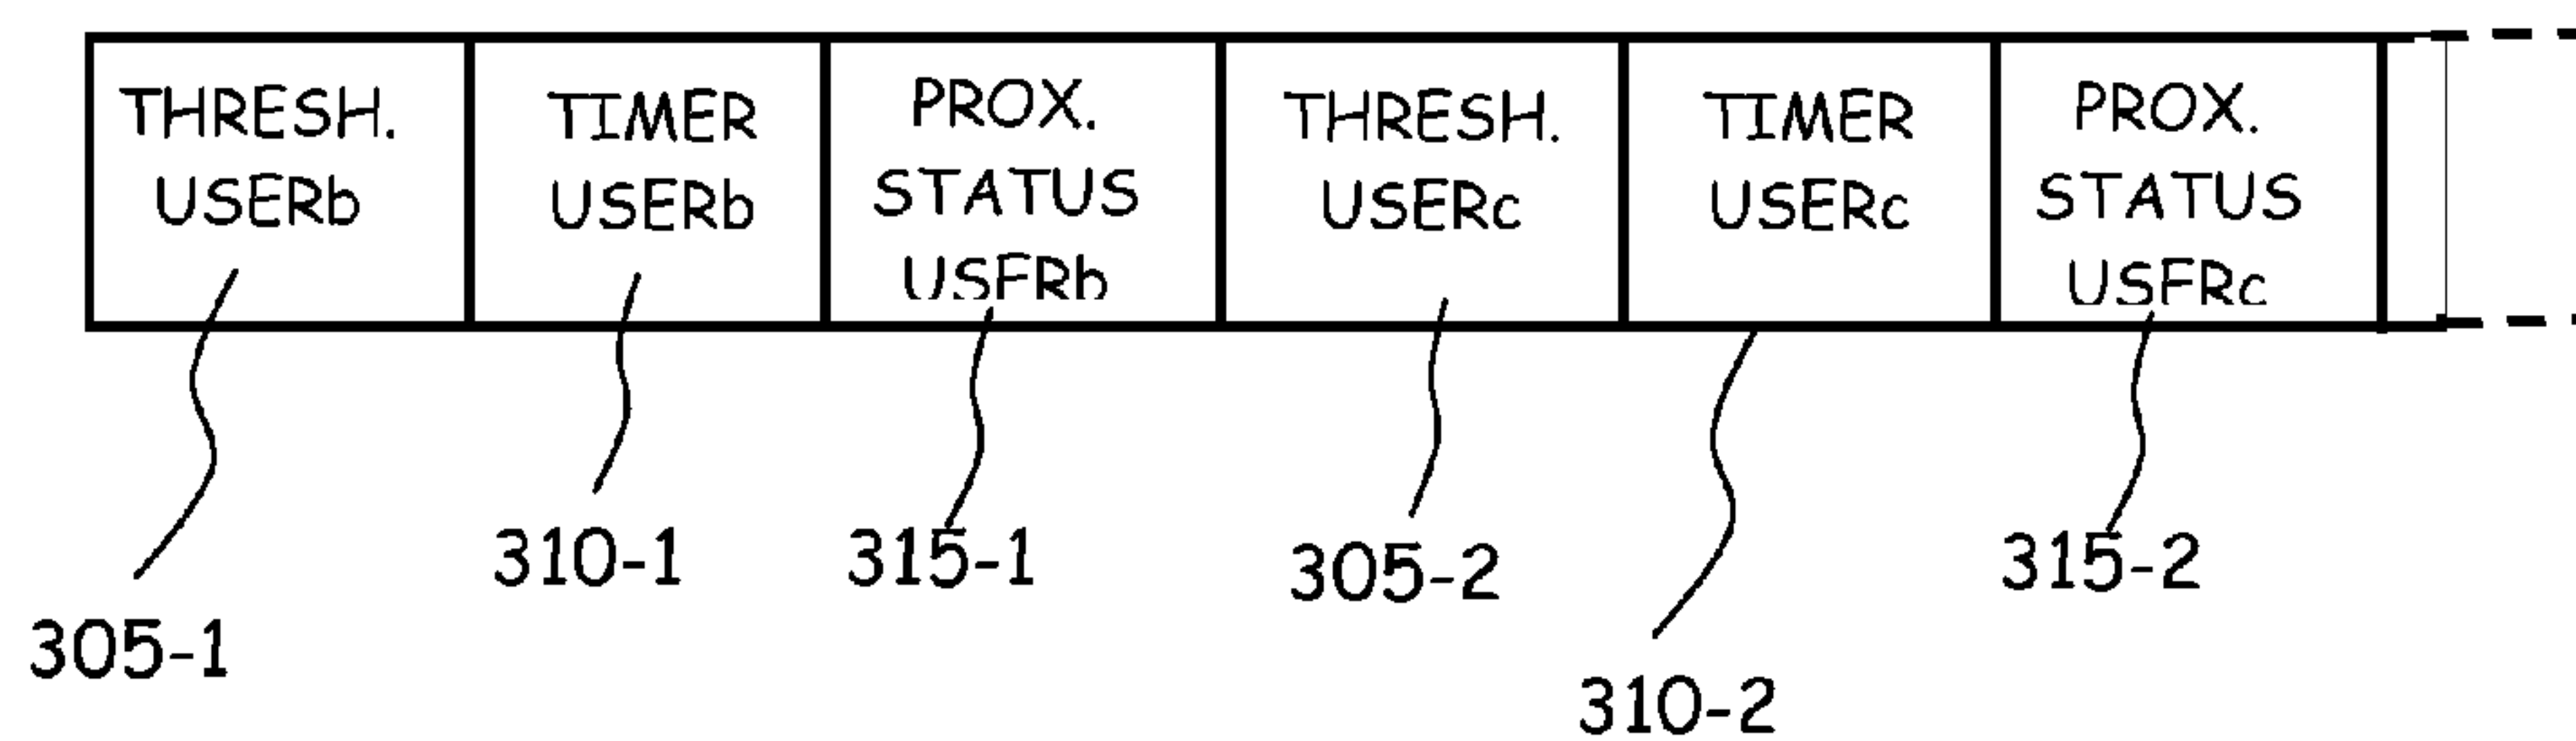 THRESH.
USERb
TIMER
USERb
PROX.
STATUS
USERb
THRESH.
USERc
TIMER
USERc
PROX.
STATUS
USERc
305-1
310-1
315-1
305-2
310-2
315-2